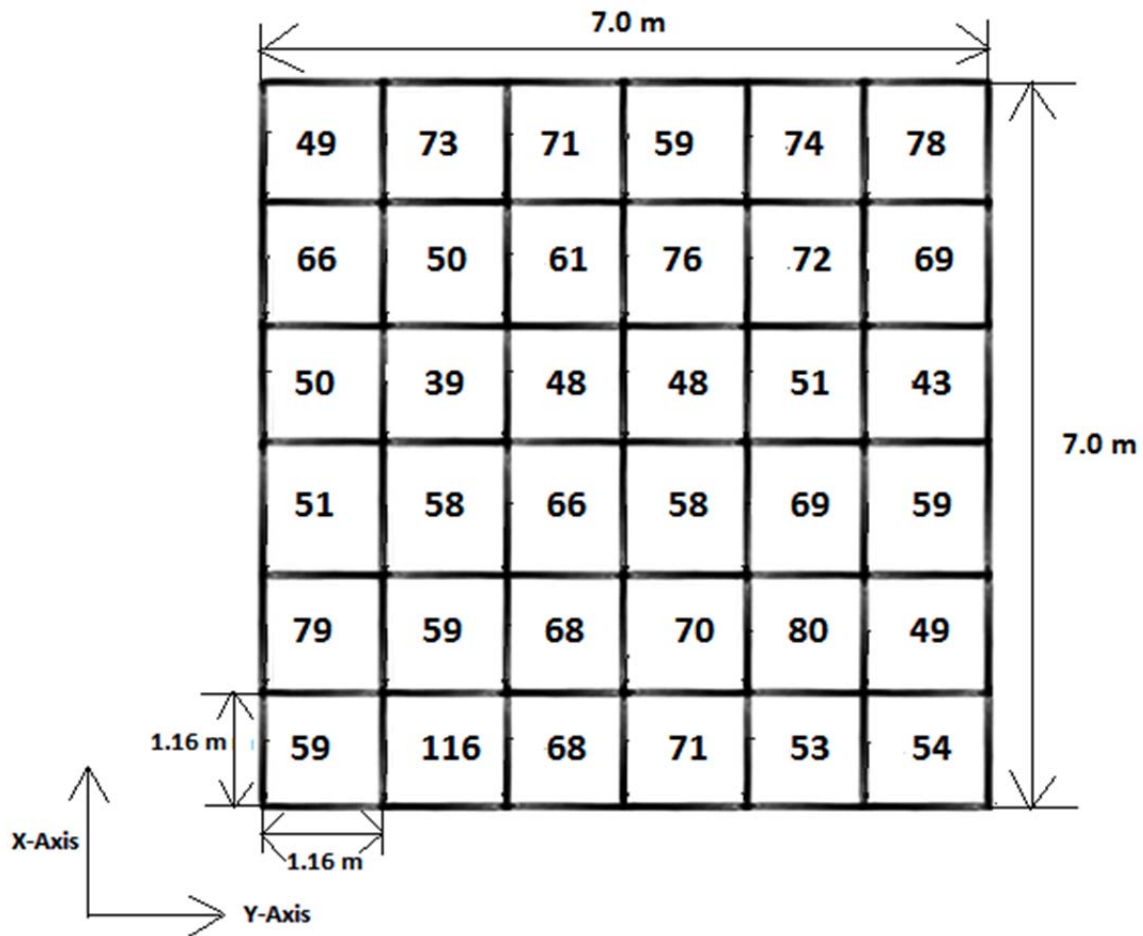 7.0 m
49 73 71 59 74 78
66 50 61 76 72 69
50 39 48 48 51 43
7.0 m
51 58 66 58 69 59
79 59 68 70 80 49
1.16 m
59 116 68 71 53 54
X-Axis
1.16 m
Y-Axis